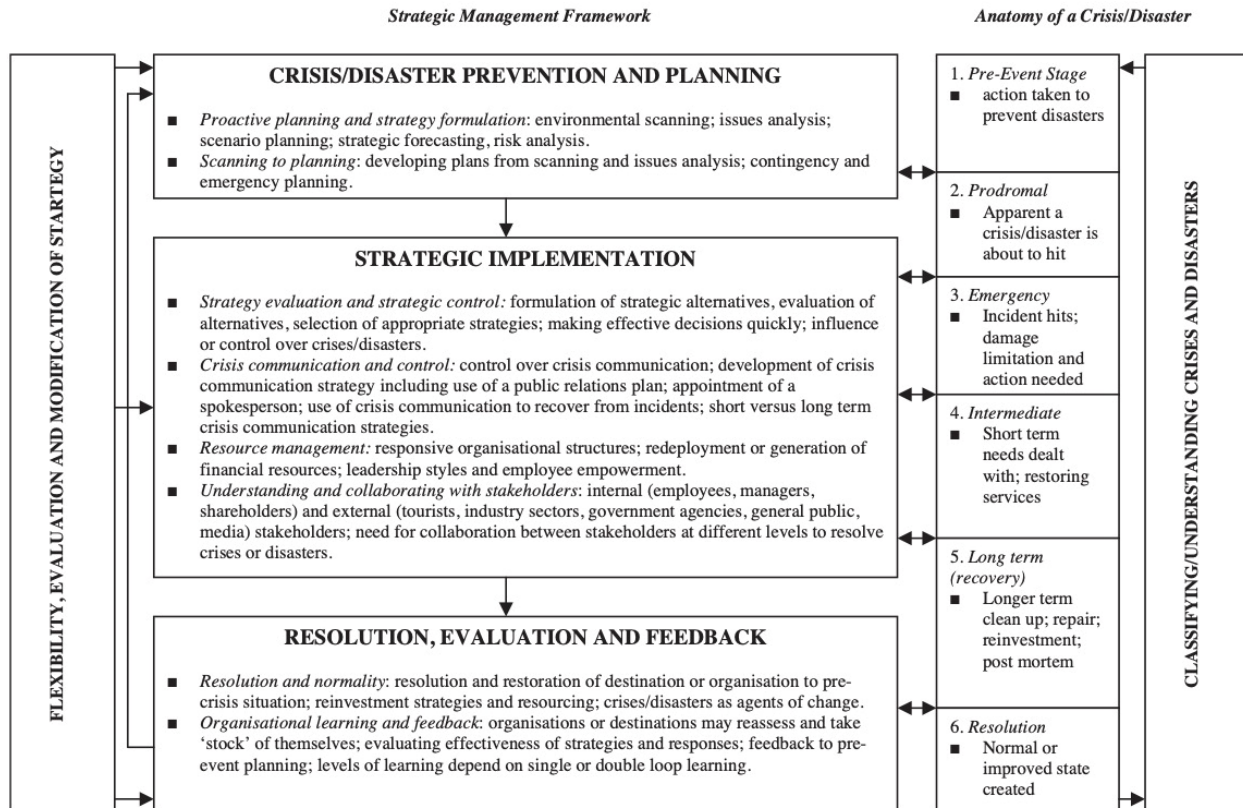 Strategic Management Framework
Anatomy of a Crisis/Disaster
FLEXIBILITY, EVALUATION AND MODIFICATION OF STARTEGY
CRISIS/DISASTER PREVENTION AND PLANNING
■ Proactive planning and strategy formulation: environmental scanning; issues analysis;
scenario planning; strategic forecasting, risk analysis.
■ Scanning to planning: developing plans from scanning and issues analysis; contingency and
emergency planning.
STRATEGIC IMPLEMENTATION
■ Strategy evaluation and strategic control: formulation of strategic alternatives, evaluation of
alternatives, selection of appropriate strategies; making effective decisions quickly; influence
or control over crises/disasters.
■ Crisis communication and control: control over crisis communication; development of crisis
communication strategy including use of a public relations plan; appointment of a
spokesperson; use of crisis communication to recover from incidents; short versus long term
crisis communication strategies.
■ Resource management: responsive organisational structures; redeployment or generation of
financial resources; leadership styles and employee empowerment.
■ Understanding and collaborating with stakeholders: internal (employees, managers,
shareholders) and external (tourists, industry sectors, government agencies, general public,
media) stakeholders; need for collaboration between stakeholders at different levels to resolve
crises or disasters.
RESOLUTION, EVALUATION AND FEEDBACK
■ Resolution and normality: resolution and restoration of destination or organisation to pre-
crisis situation; reinvestment strategies and resourcing; crises/disasters as agents of change.
■ Organisational learning and feedback: organisations or destinations may reassess and take
‘stock’ of themselves; evaluating effectiveness of strategies and responses; feedback to pre-
event planning; levels of learning depend on single or double loop learning.
1. Pre-Event Stage
■ action taken to
prevent disasters
2. Prodromal
■ Apparent a
crisis/disaster is
about to hit
3. Emergency
■ Incident hits;
damage
limitation and
action needed
4. Intermediate
■ Short term
needs dealt
with; restoring
services
5. Long term
(recovery)
■ Longer term
clean up; repair;
reinvestment;
post mortem
6. Resolution
■ Normal or
improved state
created
CLASSIFYING/UNDERSTANDING CRISES AND DISASTERS